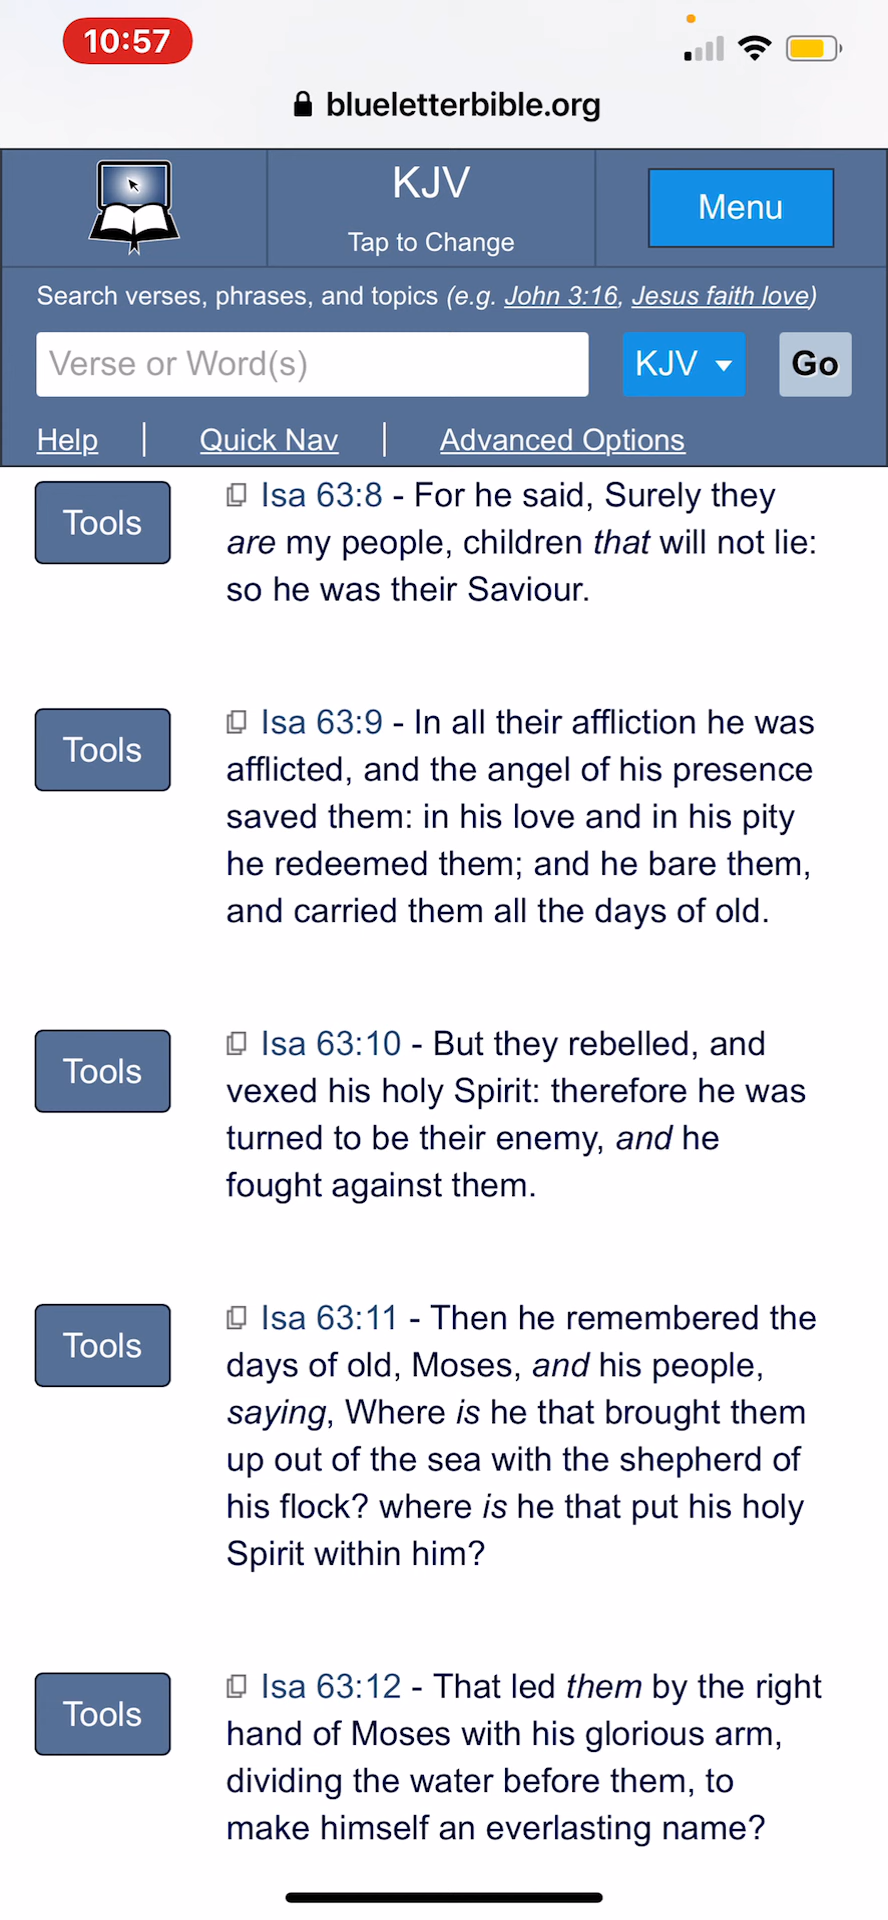 10:57
blueletterbible.org
KJV
Tap to Change
Menu
Search verses, phrases, and topics (e.g. John 3:16, Jesus faith love)
Verse or Word(s)
KJV
Go
Help | Quick Nav | Advanced Options
Tools
Isa 63:8 - For he said, Surely they
are my people, children that will not lie:
so he was their Saviour.
Tools
Isa 63:9 - In all their affliction he was
afflicted, and the angel of his presence
saved them: in his love and in his pity
he redeemed them; and he bare them,
and carried them all the days of old.
Tools
Isa 63:10 - But they rebelled, and
vexed his holy Spirit: therefore he was
turned to be their enemy, and he
fought against them.
Tools
Isa 63:11 - Then he remembered the
days of old, Moses, and his people,
saying, Where is he that brought them
up out of the sea with the shepherd of
his flock? where is he that put his holy
Spirit within him?
Tools
Isa 63:12 - That led them by the right
hand of Moses with his glorious arm,
dividing the water before them, to
make himself an everlasting name?